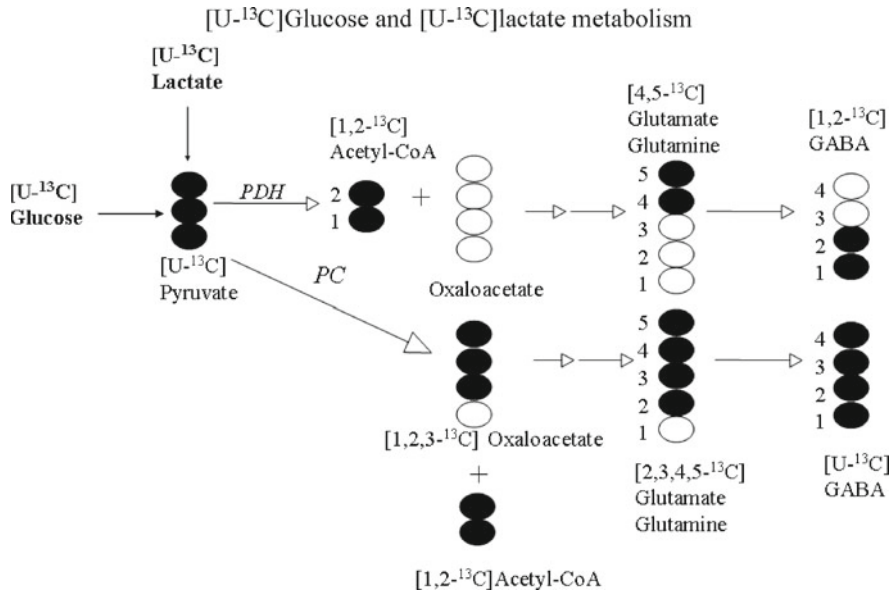 [U-¹³C]Glucose and [U-¹³C]lactate metabolism
[U-¹³C]
Lactate
[U-¹³C]
Glucose
[U-¹³C]
Pyruvate
PDH
PC
[1,2-¹³C]
Acetyl-CoA
2
1
+
Oxaloacetate
[4,5-¹³C]
Glutamate
Glutamine
5
4
3
2
1
[1,2-¹³C]
GABA
4
3
2
1
[1,2,3-¹³C] Oxaloacetate
+
[1,2-¹³C]Acetyl-CoA
5
4
3
2
1
[2,3,4,5-¹³C]
Glutamate
Glutamine
4
3
2
1
[U-¹³C]
GABA